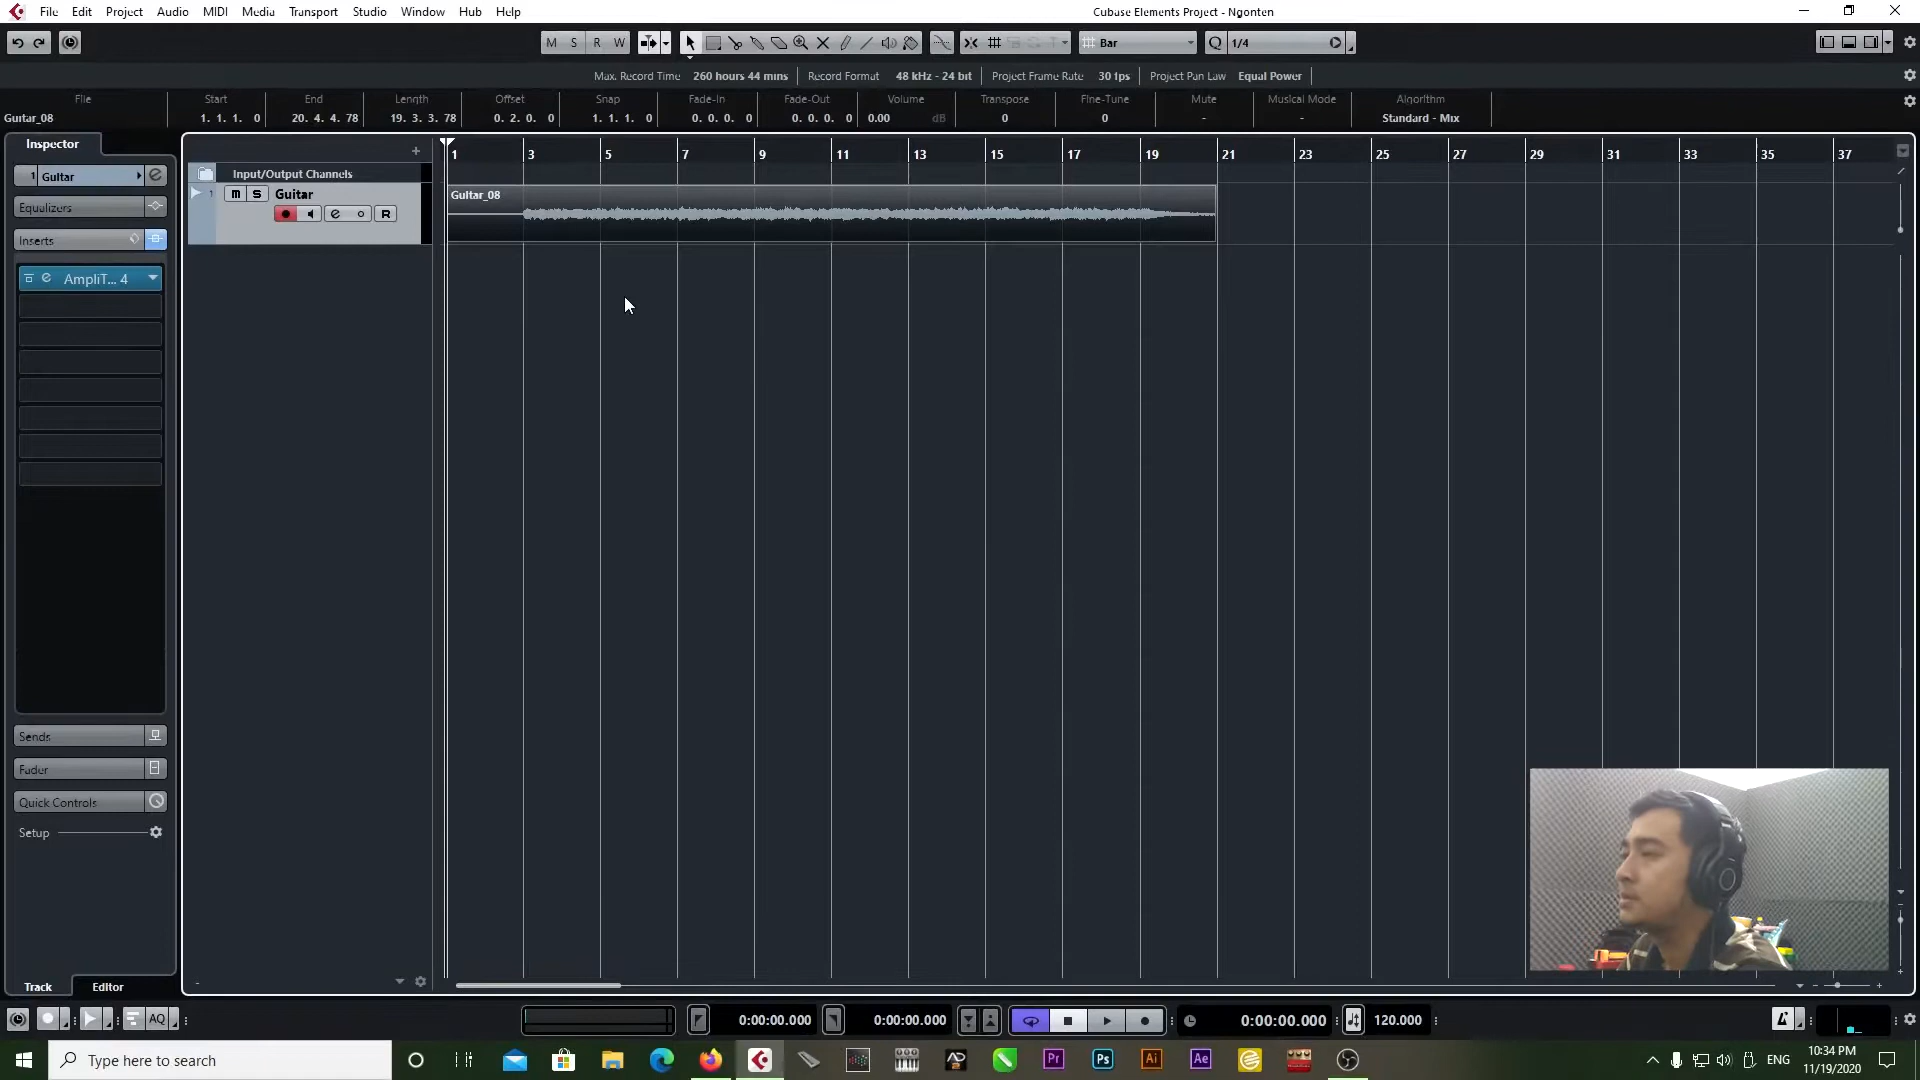 File Edit Project Audio MIDI Media Transport Studio Window Hub Help
Cubase Elements Project - Ngonten
M S R W
Bar
Q 1/4
Max. Record Time 260 hours 44 mins Record Format 48 kHz - 24 bit Project Frame Rate 30 fps Project Pan Law Equal Power
File Start End Length Offset Snap Fade-In Fade-Out Volume Transpose Fine-Tune Mute Musical Mode Algorithm
Guitar_08 1. 1. 1. 0 20. 4. 4. 78 19. 3. 3. 78 0. 2. 0. 0 1. 1. 1. 0 0. 0. 0. 0 0. 0. 0. 0 0.00 dB 0 0 - - Standard - Mix
Inspector
1 3 5 7 9 11 13 15 17 19 21 23 25 27 29 31 33 35 37
1 Guitar
Input/Output Channels
1 m S Guitar
e R
Guitar_08
Equalizers
Inserts
AmpliT... 4
Sends
Fader
Quick Controls
Setup
Track Editor
AQ
0:00:00.000 0:00:00.000 0:00:00.000 120.000
Type here to search
Pr Ps Ai Ae
ENG
10:34 PM
11/19/2020